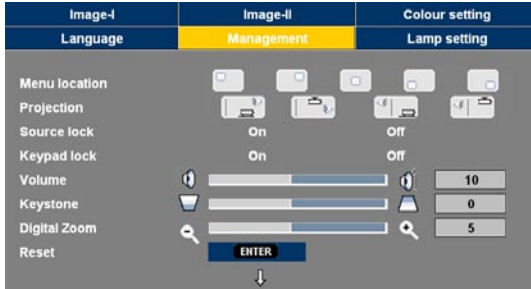 Image-I Image-II Colour setting
Language Management Lamp setting
Menu location
Projection
Source lock On Off
Keypad lock On Off
Volume 10
Keystone 0
Digital Zoom 5
Reset ENTER